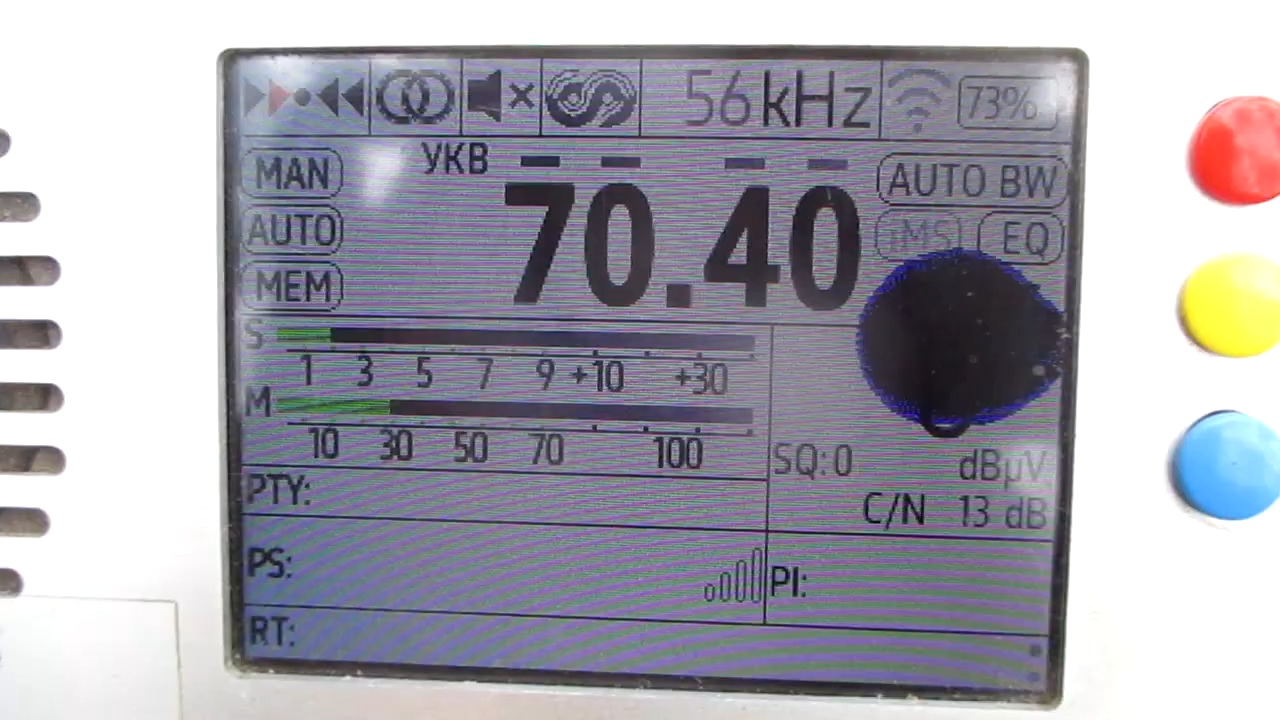 56 kHz 73%
MAN УКВ AUTO BW
AUTO 70.40 iMS EQ
MEM
S
1 3 5 7 9 +10 +30
M
10 30 50 70 100
SQ:0 dBµV
C/N 13 dB
PTY:
PS: PI:
RT: